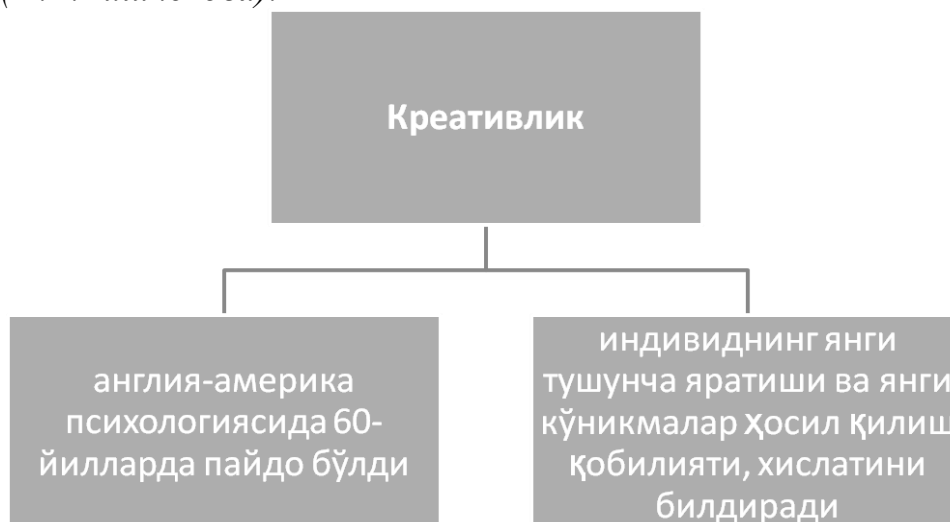 Креативлик
англия-америка
психологиясида 60-
йилларда пайдо бўлди
индивиднинг янги
тушунча яратиши ва янги
кўникмалар ҳосил қилиш
қобилияти, хислатини
билдиради